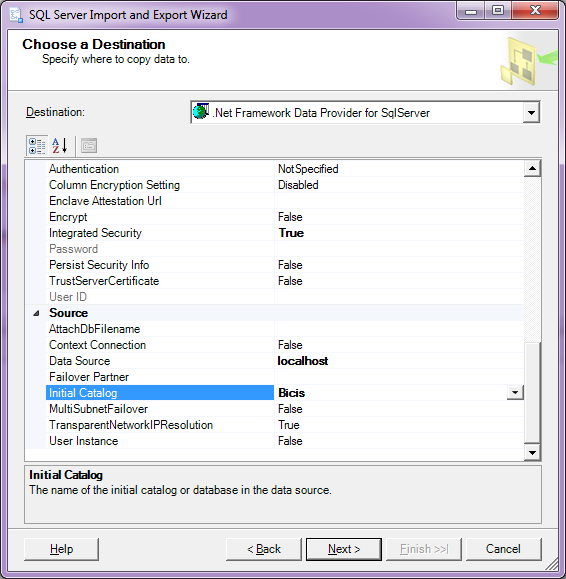 SQL Server Import and Export Wizard
Choose a Destination
Specify where to copy data to.
Destination: .Net Framework Data Provider for SqlServer
Authentication NotSpecified
Column Encryption Setting Disabled
Enclave Attestation Url
Encrypt False
Integrated Security True
Password
Persist Security Info False
TrustServerCertificate False
User ID
Source
AttachDbFilename
Context Connection False
Data Source localhost
Failover Partner
Initial Catalog Bicis
MultiSubnetFailover False
TransparentNetworkIPResolution True
User Instance False
Initial Catalog
The name of the initial catalog or database in the data source.
Help < Back Next > Finish >>| Cancel